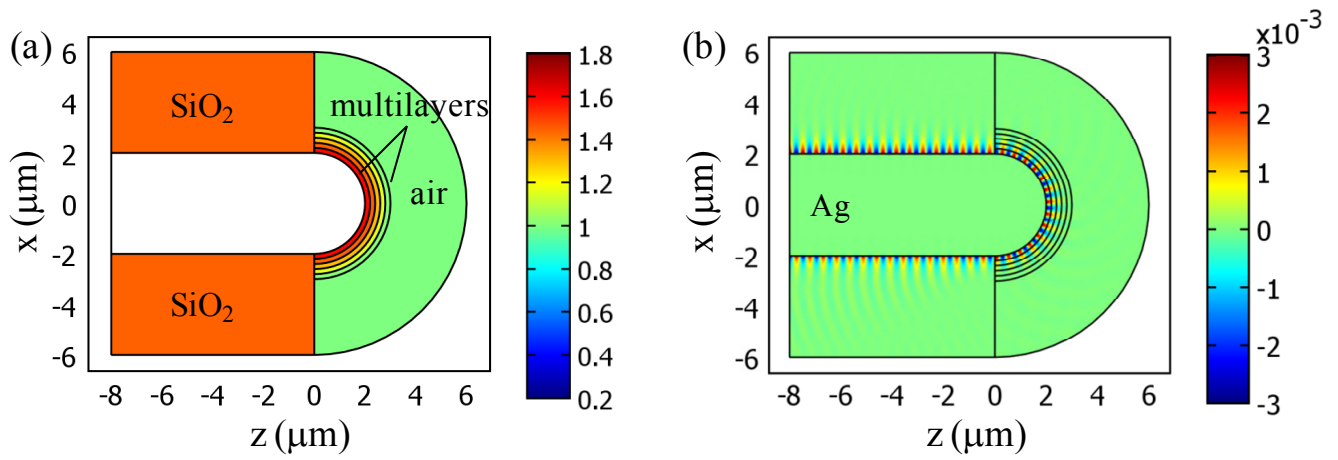 (a)
6
4
2
0
-2
-4
-6
x (μm)
SiO2
multilayers
air
SiO2
-8 -6 -4 -2 0 2 4 6
z (μm)
1.8
1.6
1.4
1.2
1
0.8
0.6
0.4
0.2
(b)
6
4
2
0
-2
-4
-6
x (μm)
Ag
-8 -6 -4 -2 0 2 4 6
z (μm)
x10-3
3
2
1
0
-1
-2
-3